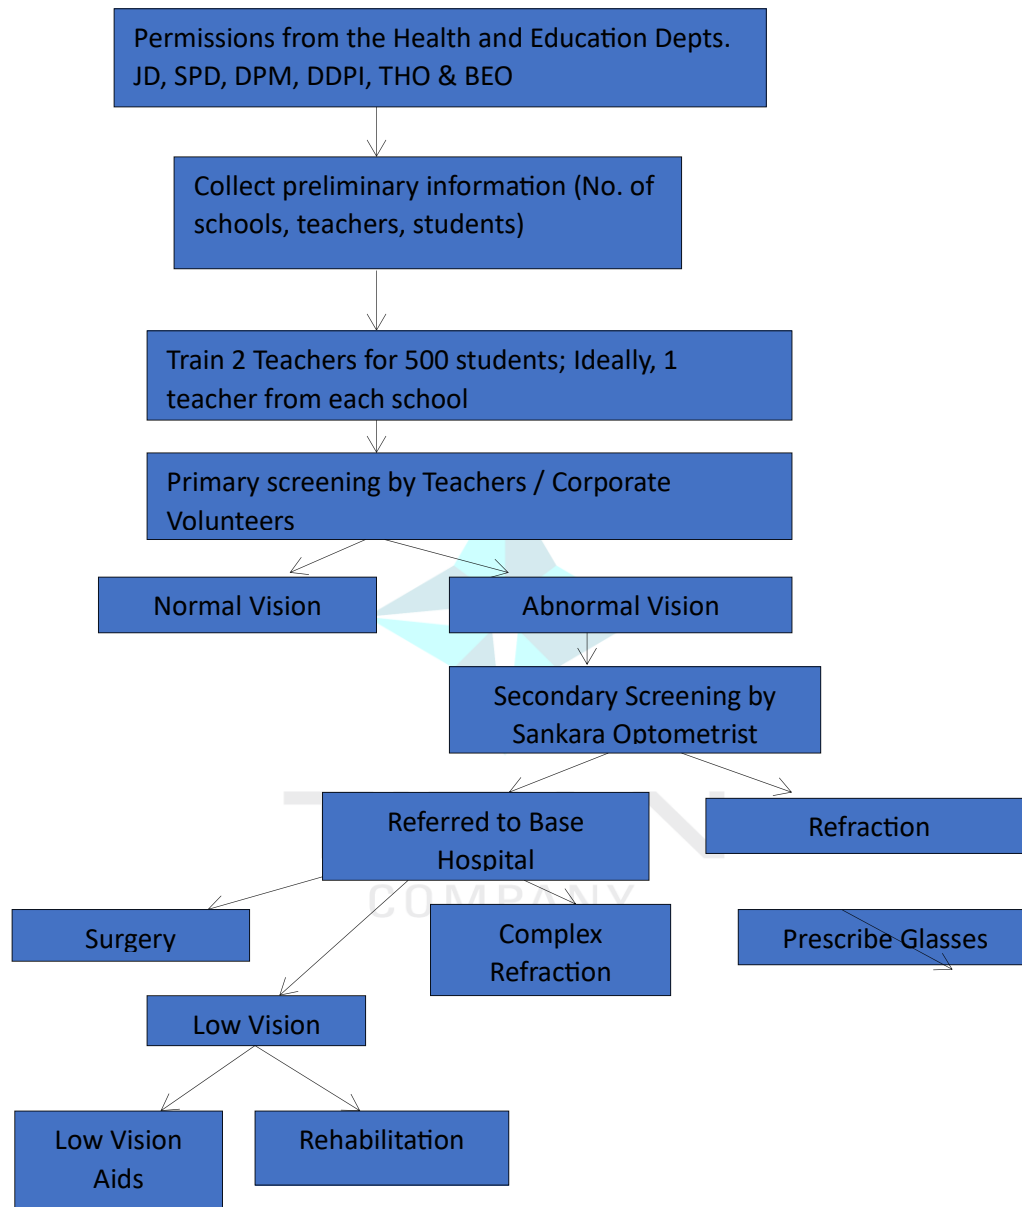 Permissions from the Health and Education Depts.
JD, SPD, DPM, DDPI, THO & BEO
Collect preliminary information (No. of
schools, teachers, students)
Train 2 Teachers for 500 students; Ideally, 1
teacher from each school
Primary screening by Teachers / Corporate
Volunteers
Normal Vision
Abnormal Vision
Secondary Screening by
Sankara Optometrist
Referred to Base
Hospital
Refraction
COMPANY
Surgery
Complex
Refraction
Prescribe Glasses
Low Vision
Low Vision
Aids
Rehabilitation